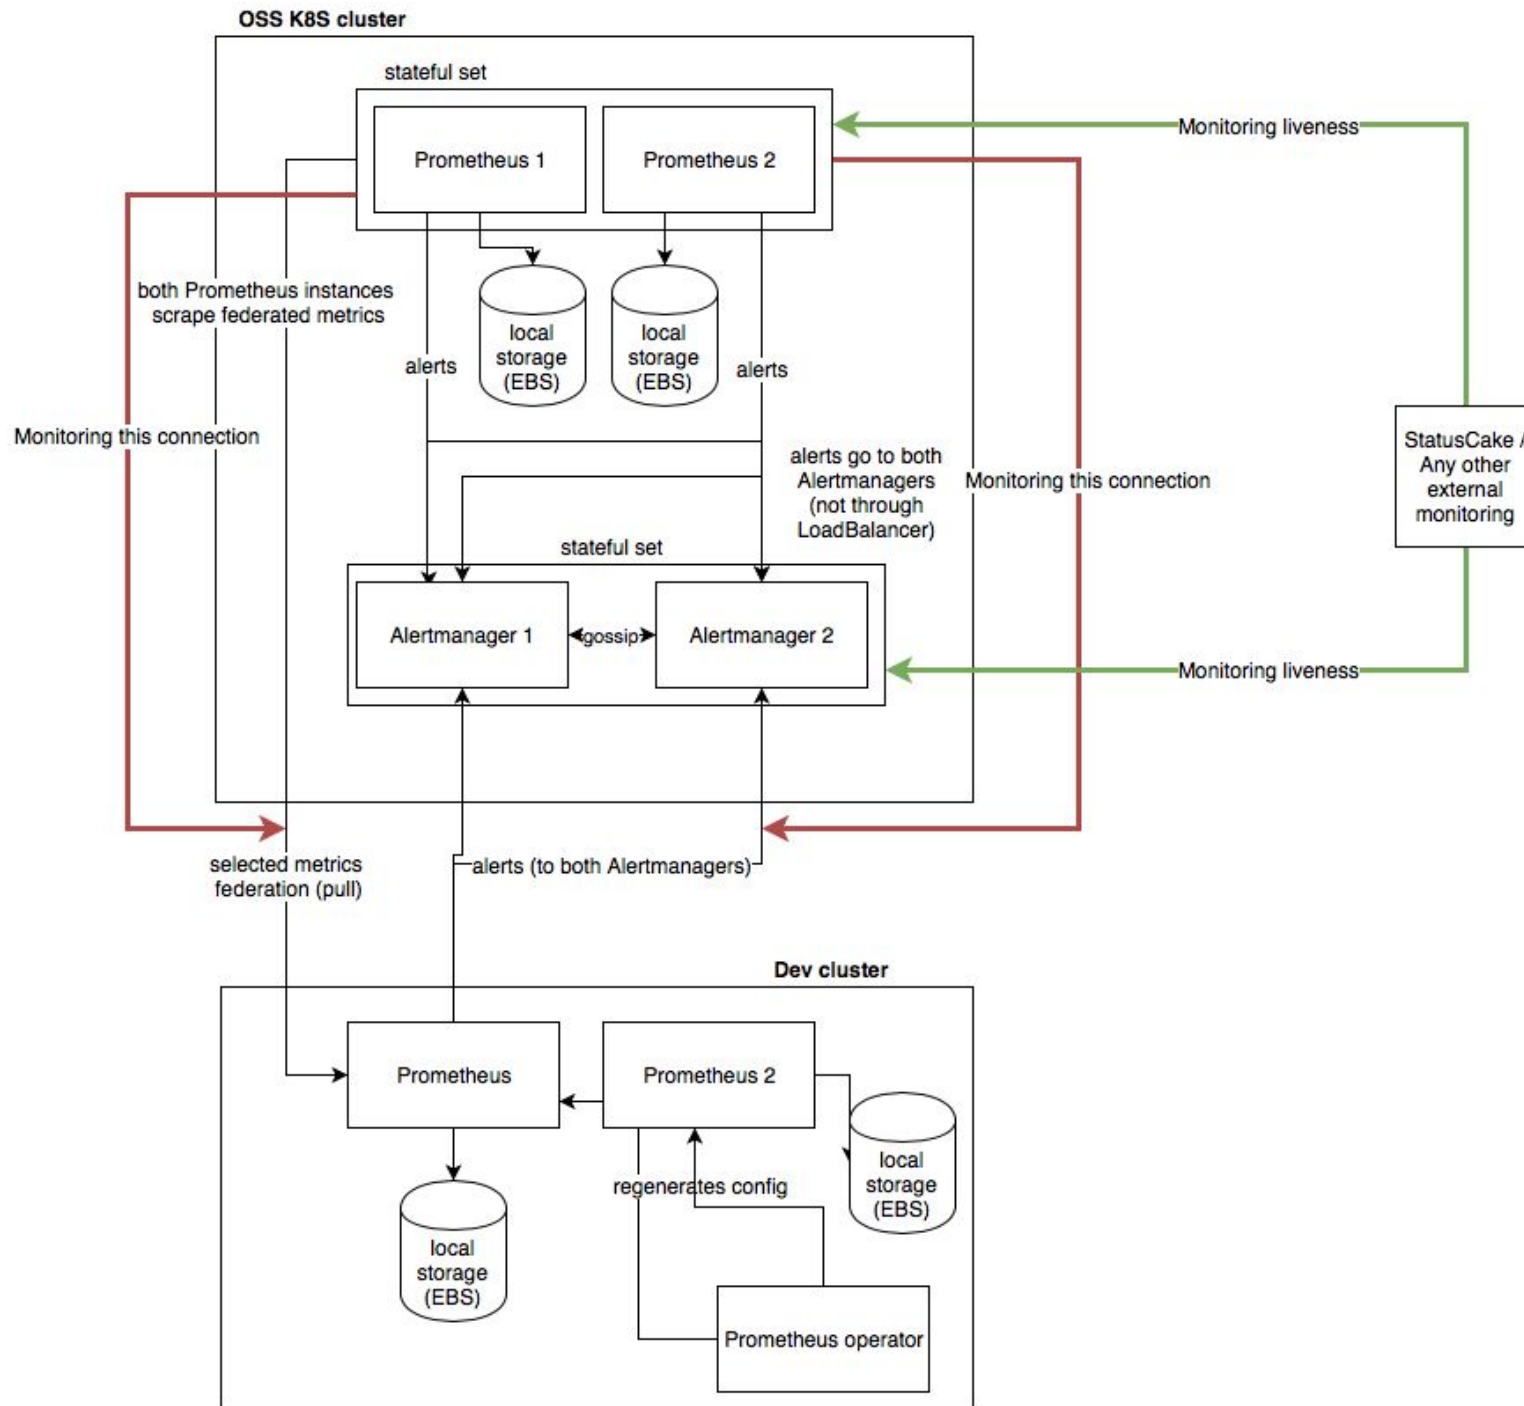 OSS K8S cluster
stateful set
Prometheus 1
Prometheus 2
Monitoring liveness
both Prometheus instances
scrape federated metrics
local
storage
(EBS)
local
storage
(EBS)
alerts
alerts
Monitoring this connection
alerts go to both
Alertmanagers
(not through
LoadBalancer)
Monitoring this connection
StatusCake /
Any other
external
monitoring
stateful set
Alertmanager 1
gossip
Alertmanager 2
Monitoring liveness
selected metrics
federation (pull)
alerts (to both Alertmanagers)
Dev cluster
Prometheus
Prometheus 2
local
storage
(EBS)
regenerates config
local
storage
(EBS)
Prometheus operator